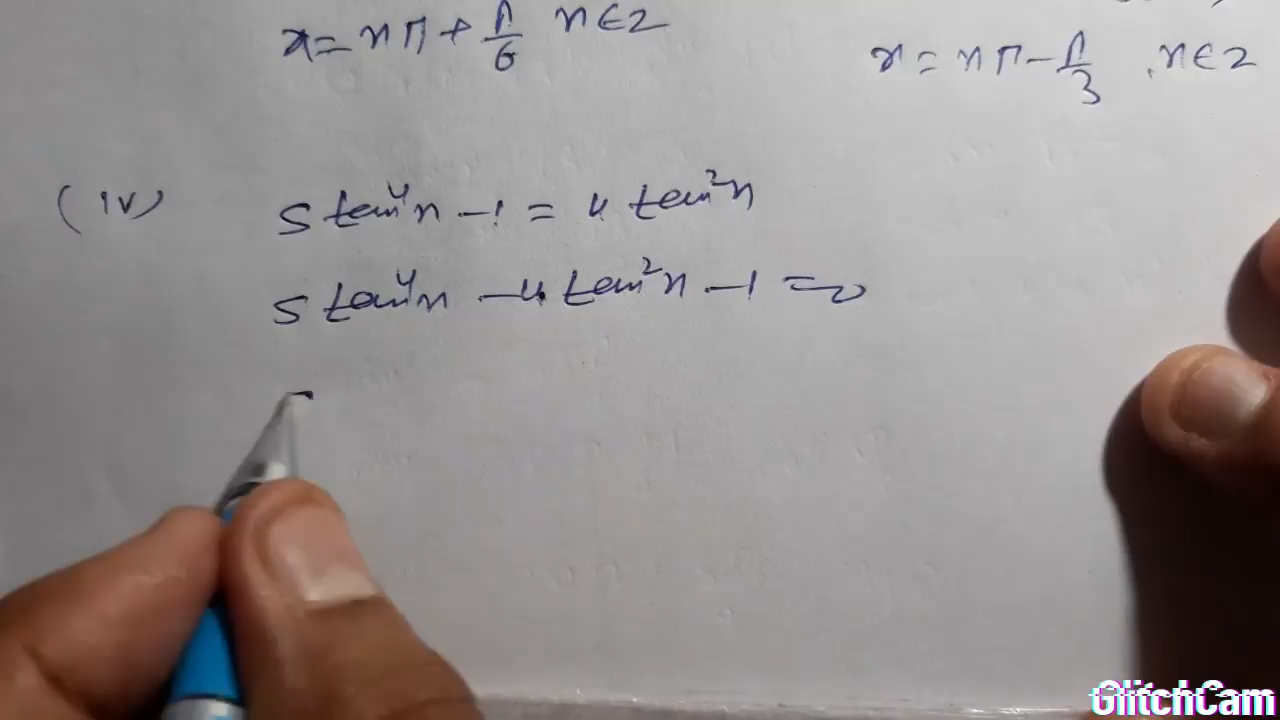 x = nπ + π/6 n∈z
x = nπ - π/3 , n∈z
(iv) 5 tan⁴x - 1 = 4 tan²x
5 tan⁴x - 4 tan²x - 1 = 0
GlitchCam